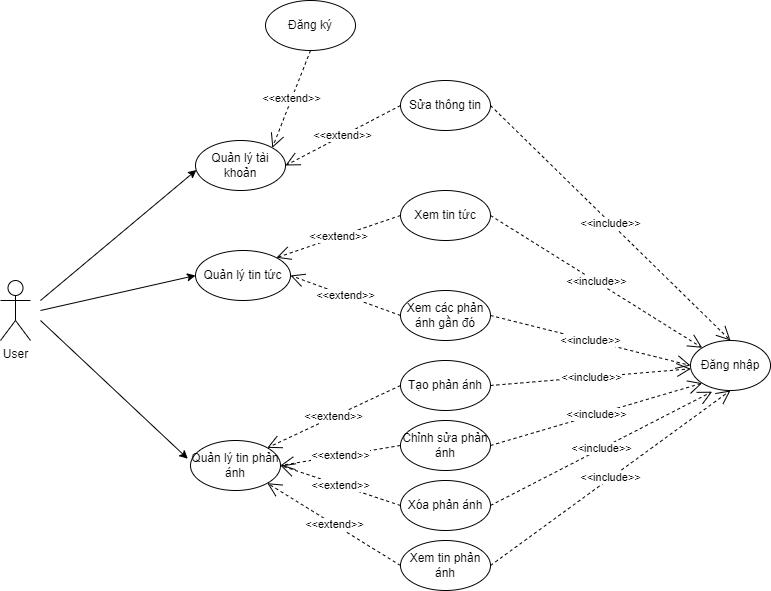 Đăng ký
<<extend>>
Sửa thông tin
<<extend>>
Quản lý tài
khoản
Xem tin tức
<<include>>
<<extend>>
Quản lý tin tức
<<include>>
<<extend>>
Xem các phản
ánh gần đó
<<include>>
User
Đăng nhập
Tạo phản ánh
<<include>>
<<extend>>
Chỉnh sửa phản
ánh
<<include>>
Quản lý tin phản
ánh
<<extend>>
<<include>>
<<extend>>
Xóa phản ánh
<<include>>
<<extend>>
Xem tin phản
ánh